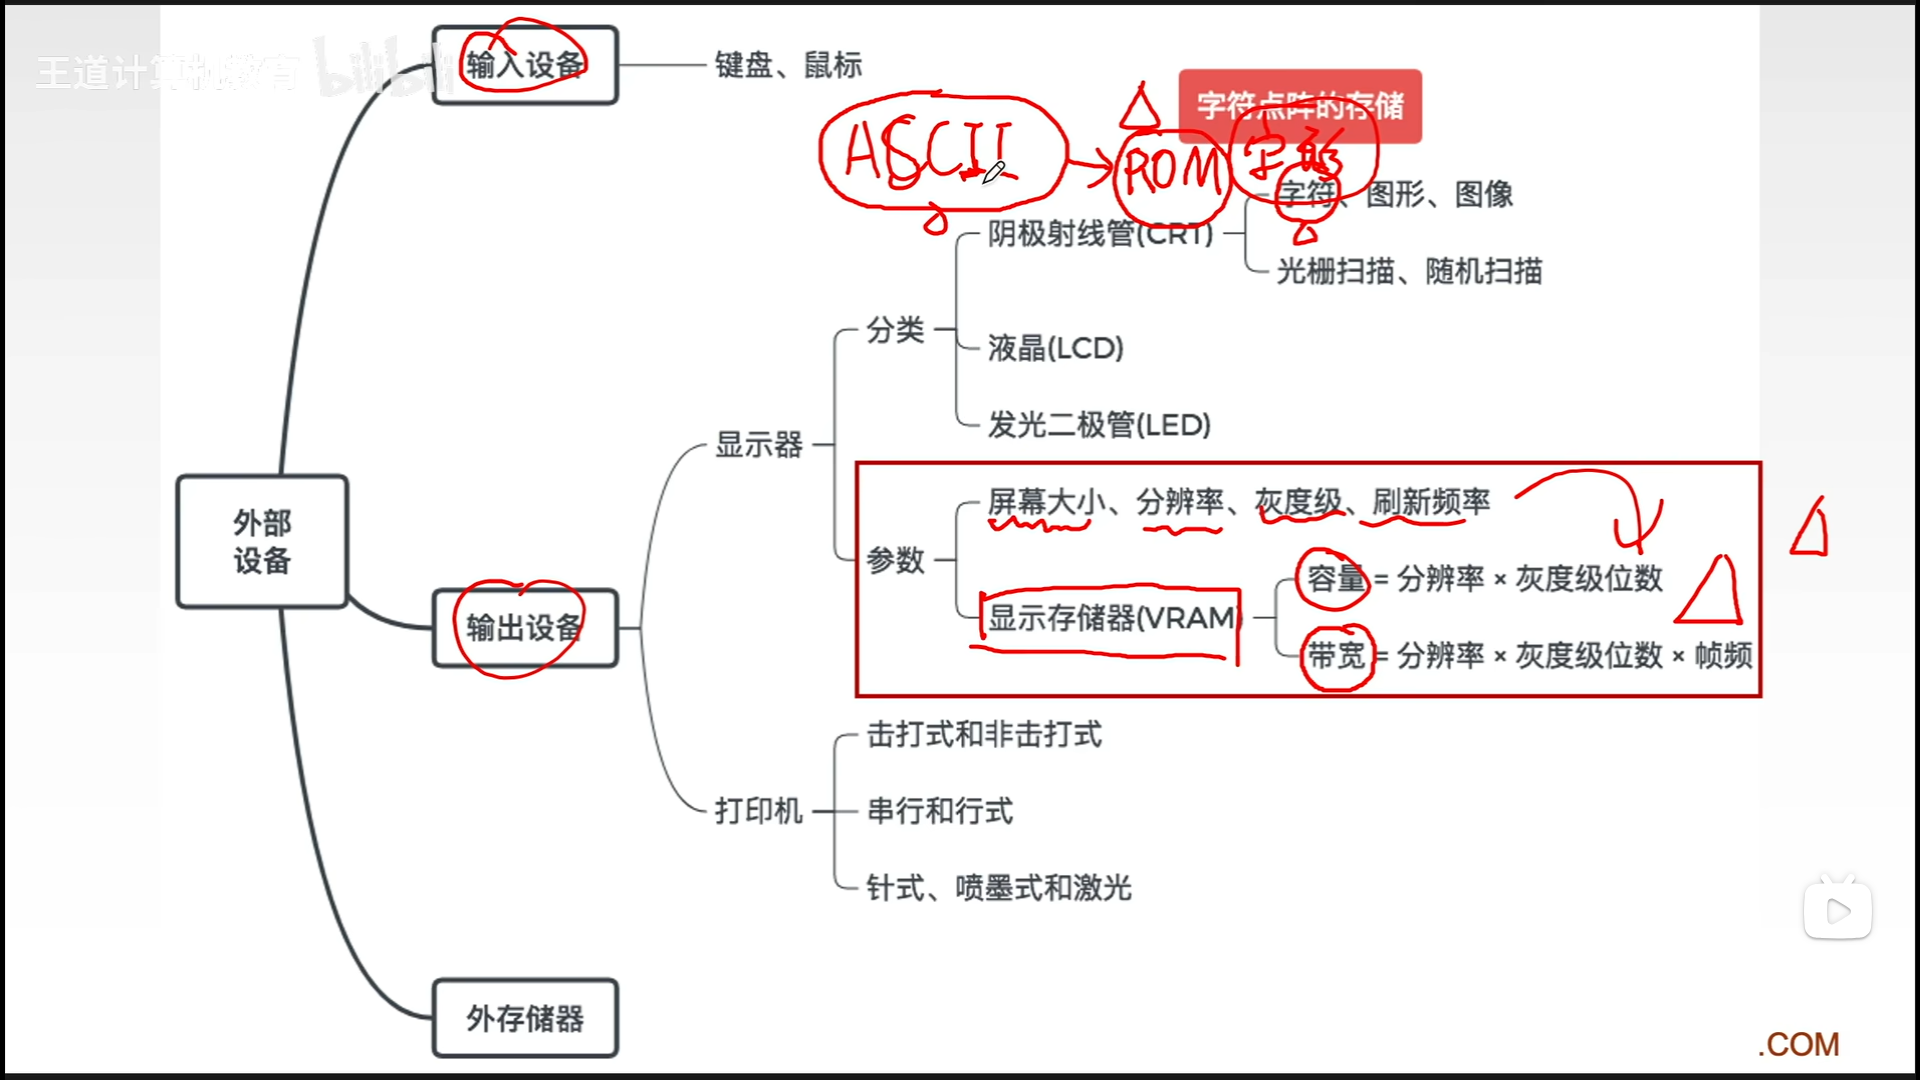 王道计算机教育 bilibili
输入设备
键盘、鼠标
字符点阵的存储
ASCII
ROM
字形
字符、图形、图像
阴极射线管(CRT)
光栅扫描、随机扫描
分类
液晶(LCD)
发光二极管(LED)
显示器
外部
设备
屏幕大小、分辨率、灰度级、刷新频率
参数
容量 = 分辨率 × 灰度级位数
显示存储器(VRAM)
带宽 = 分辨率 × 灰度级位数 × 帧频
输出设备
击打式和非击打式
打印机
串行和行式
针式、喷墨式和激光
外存储器
.COM